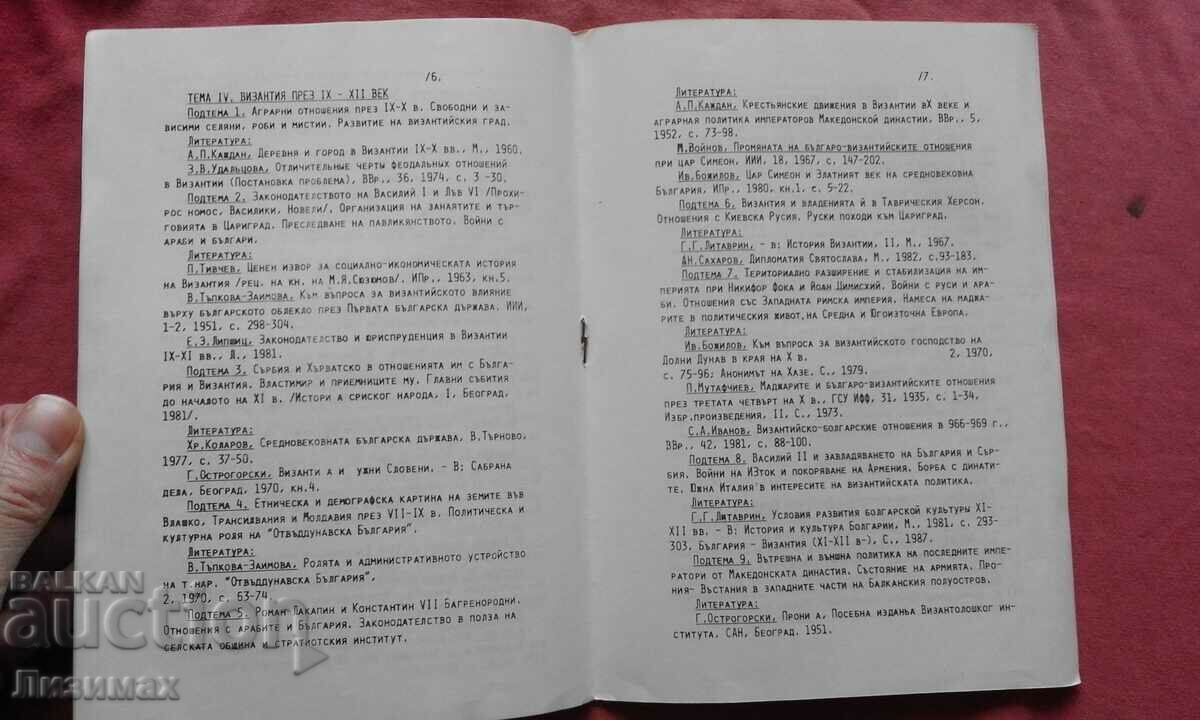 /6.
ТЕМА IV. ВИЗАНТИЯ ПРЕЗ IX - XII ВЕК
Подтема 1. Аграрни отношения през IX-X в. Свободни и за-
висими селяни, роби и мистии. Развитие на византийския град.
Литература:
А.П.Каждан, Деревня и город в Византии IX-X вв., М., 1960.
З.В.Удальцова, Отличительные черты феодальных отношений
в Византии (Постановка проблема), ВВр., 36, 1974, с. 3 -30.
Подтема 2. Законодателството на Василий I и Лъв VI /Прохи-
рос номос, Василики, Новели/. Организация на занаятите и тър-
говията в Цариград. Преследване на павликянството. Войни с
араби и българи.
Литература:
П.Тивчев. Ценен извор за социално-икономическата история
на Византия /рец. на кн. на М.Я.Сюзюмов/. ИПр., 1963, кн.5.
В.Тъпкова-Заимова. Към въпроса за византийското влияние
върху българското облекло през Първата българска държава. ИИИ,
1-2, 1951, с. 298-304.
Е.Э.Липшиц. Законодателство и юриспруденция в Византии
IX-XI вв., Л., 1981.
Подтема 3. Сърбия и Хърватско в отношенията им с Бълга-
рия и Византия. Властимир и приемниците му. Главни събития
до началото на XI в. /Истори а сриског народа, I, Београд,
1981/.
Литература:
Хр.Коларов. Средновековната българска държава, В.Търново,
1977, с. 37-50.
Г.Острогорски. Византи а и ужни Словени. - В: Сабрана
дела, Београд, 1970, кн.4.
Подтема 4. Етническа и демографска картина на земите във
Влашко, Трансилвания и Молдавия през VII-IX в. Политическа и
културна роля на "Отвъддунавска България".
Литература:
В.Тъпкова-Заимова. Ролята и административното устройство
на т.нар. "Отвъддунавска България".
2, 1970, с. 63-74
Подтема 5. Роман Лакапин и Константин VII Багренородни.
Отношения с арабите и България. Законодателство в полза на
селската община и стратиотския институт.
/7.
Литература:
А.П.Каждан. Крестьянские движения в Византии вX веке и
аграрная политика императоров Македонской династии, ВВр., 5,
1952, с. 73-98.
М.Войнов. Промяната на българо-византийските отношения
при цар Симеон, ИИИ, 18, 1967, с. 147-202.
Ив.Божилов. Цар Симеон и Златният век на средновековна
България, ИПр., 1980, кн.1. с. 5-22.
Подтема 6. Византия и владенията й в Таврическия Херсон.
Отношения с Киевска Русия. Руски походи към Цариград.
Литература:
Г.Г.Литаврин. - в: История Византии, II, М., 1967.
АН.Сахаров. Дипломатия Святослава, М., 1982, с.93-183.
Подтема 7. Териториално разширение и стабилизация на им-
перията при Никифор фока и Йоан Цимисхий. Войни с руси и ара-
би. Отношения със Западната римска империя. Намеса на маджа-
рите в политическия живот на Средна и Югоизточна Европа.
Литература:
Ив.Божилов. Към въпроса за византийското господство на
Долни Дунав в края на X в. 2, 1970,
с. 75-96; Анонимът на Хазе. С., 1979.
П.Мутафчиев. Маджарите и българо-византийските отношения
през третата четвърт на X в., ГСУ Ифф, 31, 1935, с. 1-34,
Избр.произведения, II, С., 1973.
С.А.Иванов. Византийско-болгарские отношения в 966-969 г.,
ВВр., 42, 1981, с. 88-100.
Подтема 8. Василий II и завладяването на България и Сър-
бия. Войни на ИЗток и покоряване на Армения. Борба с динати-
те. Южна Италия в интересите на византийската политика.
Литература:
Г.Г.Литаврин. Условия развития болгарской культуры XI-
XII вв. - В: История и культура Болгарии, М., 1981, с. 293-
303. България - Византия (XI-XII в-), С., 1987.
Подтема 9. Вътрешна и външна политика на последните импе-
ратори от Македонската династия. Състояние на армията. Про-
ния- Въстания в западните части на Балканския полуостров.
Литература:
Г.Острогорски. Прони а, Посебна издања Византолошког ин-
ститута, САН, Београд. 1951.
BALKAN
auction
Лизимах